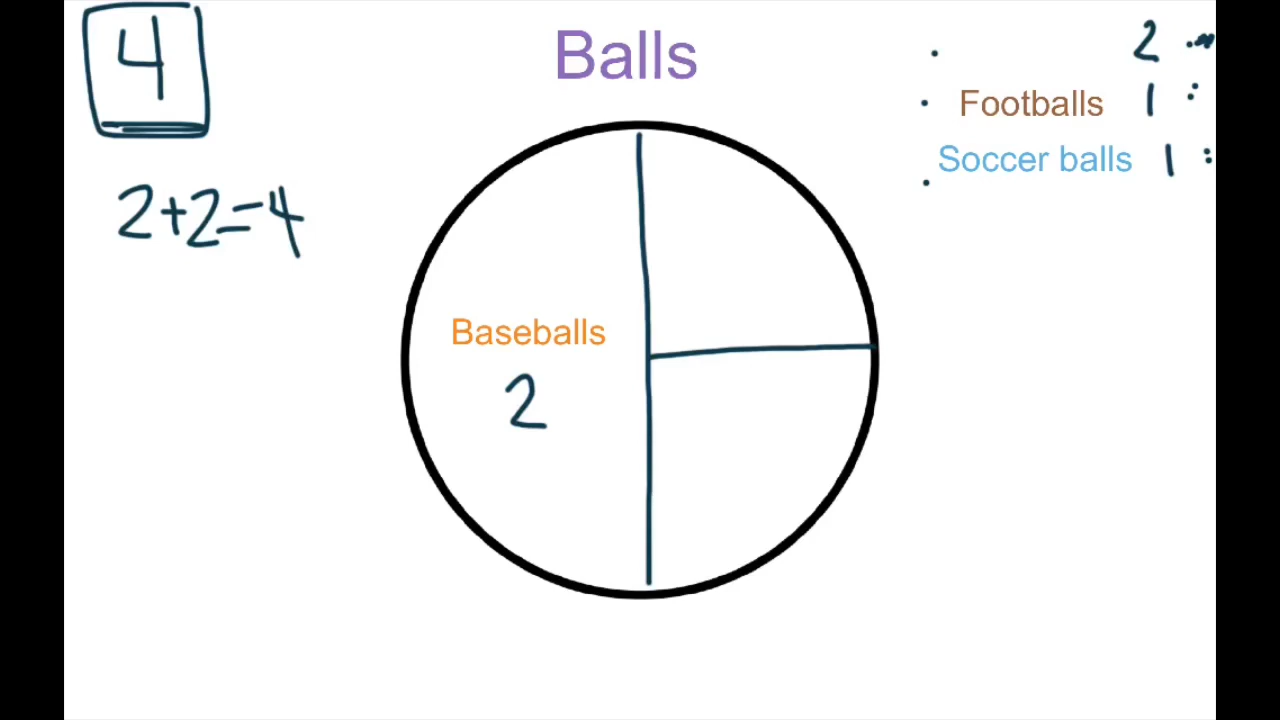 4
Balls
2
Footballs 1 :
Soccer balls 1 :
2+2=4
Baseballs
2